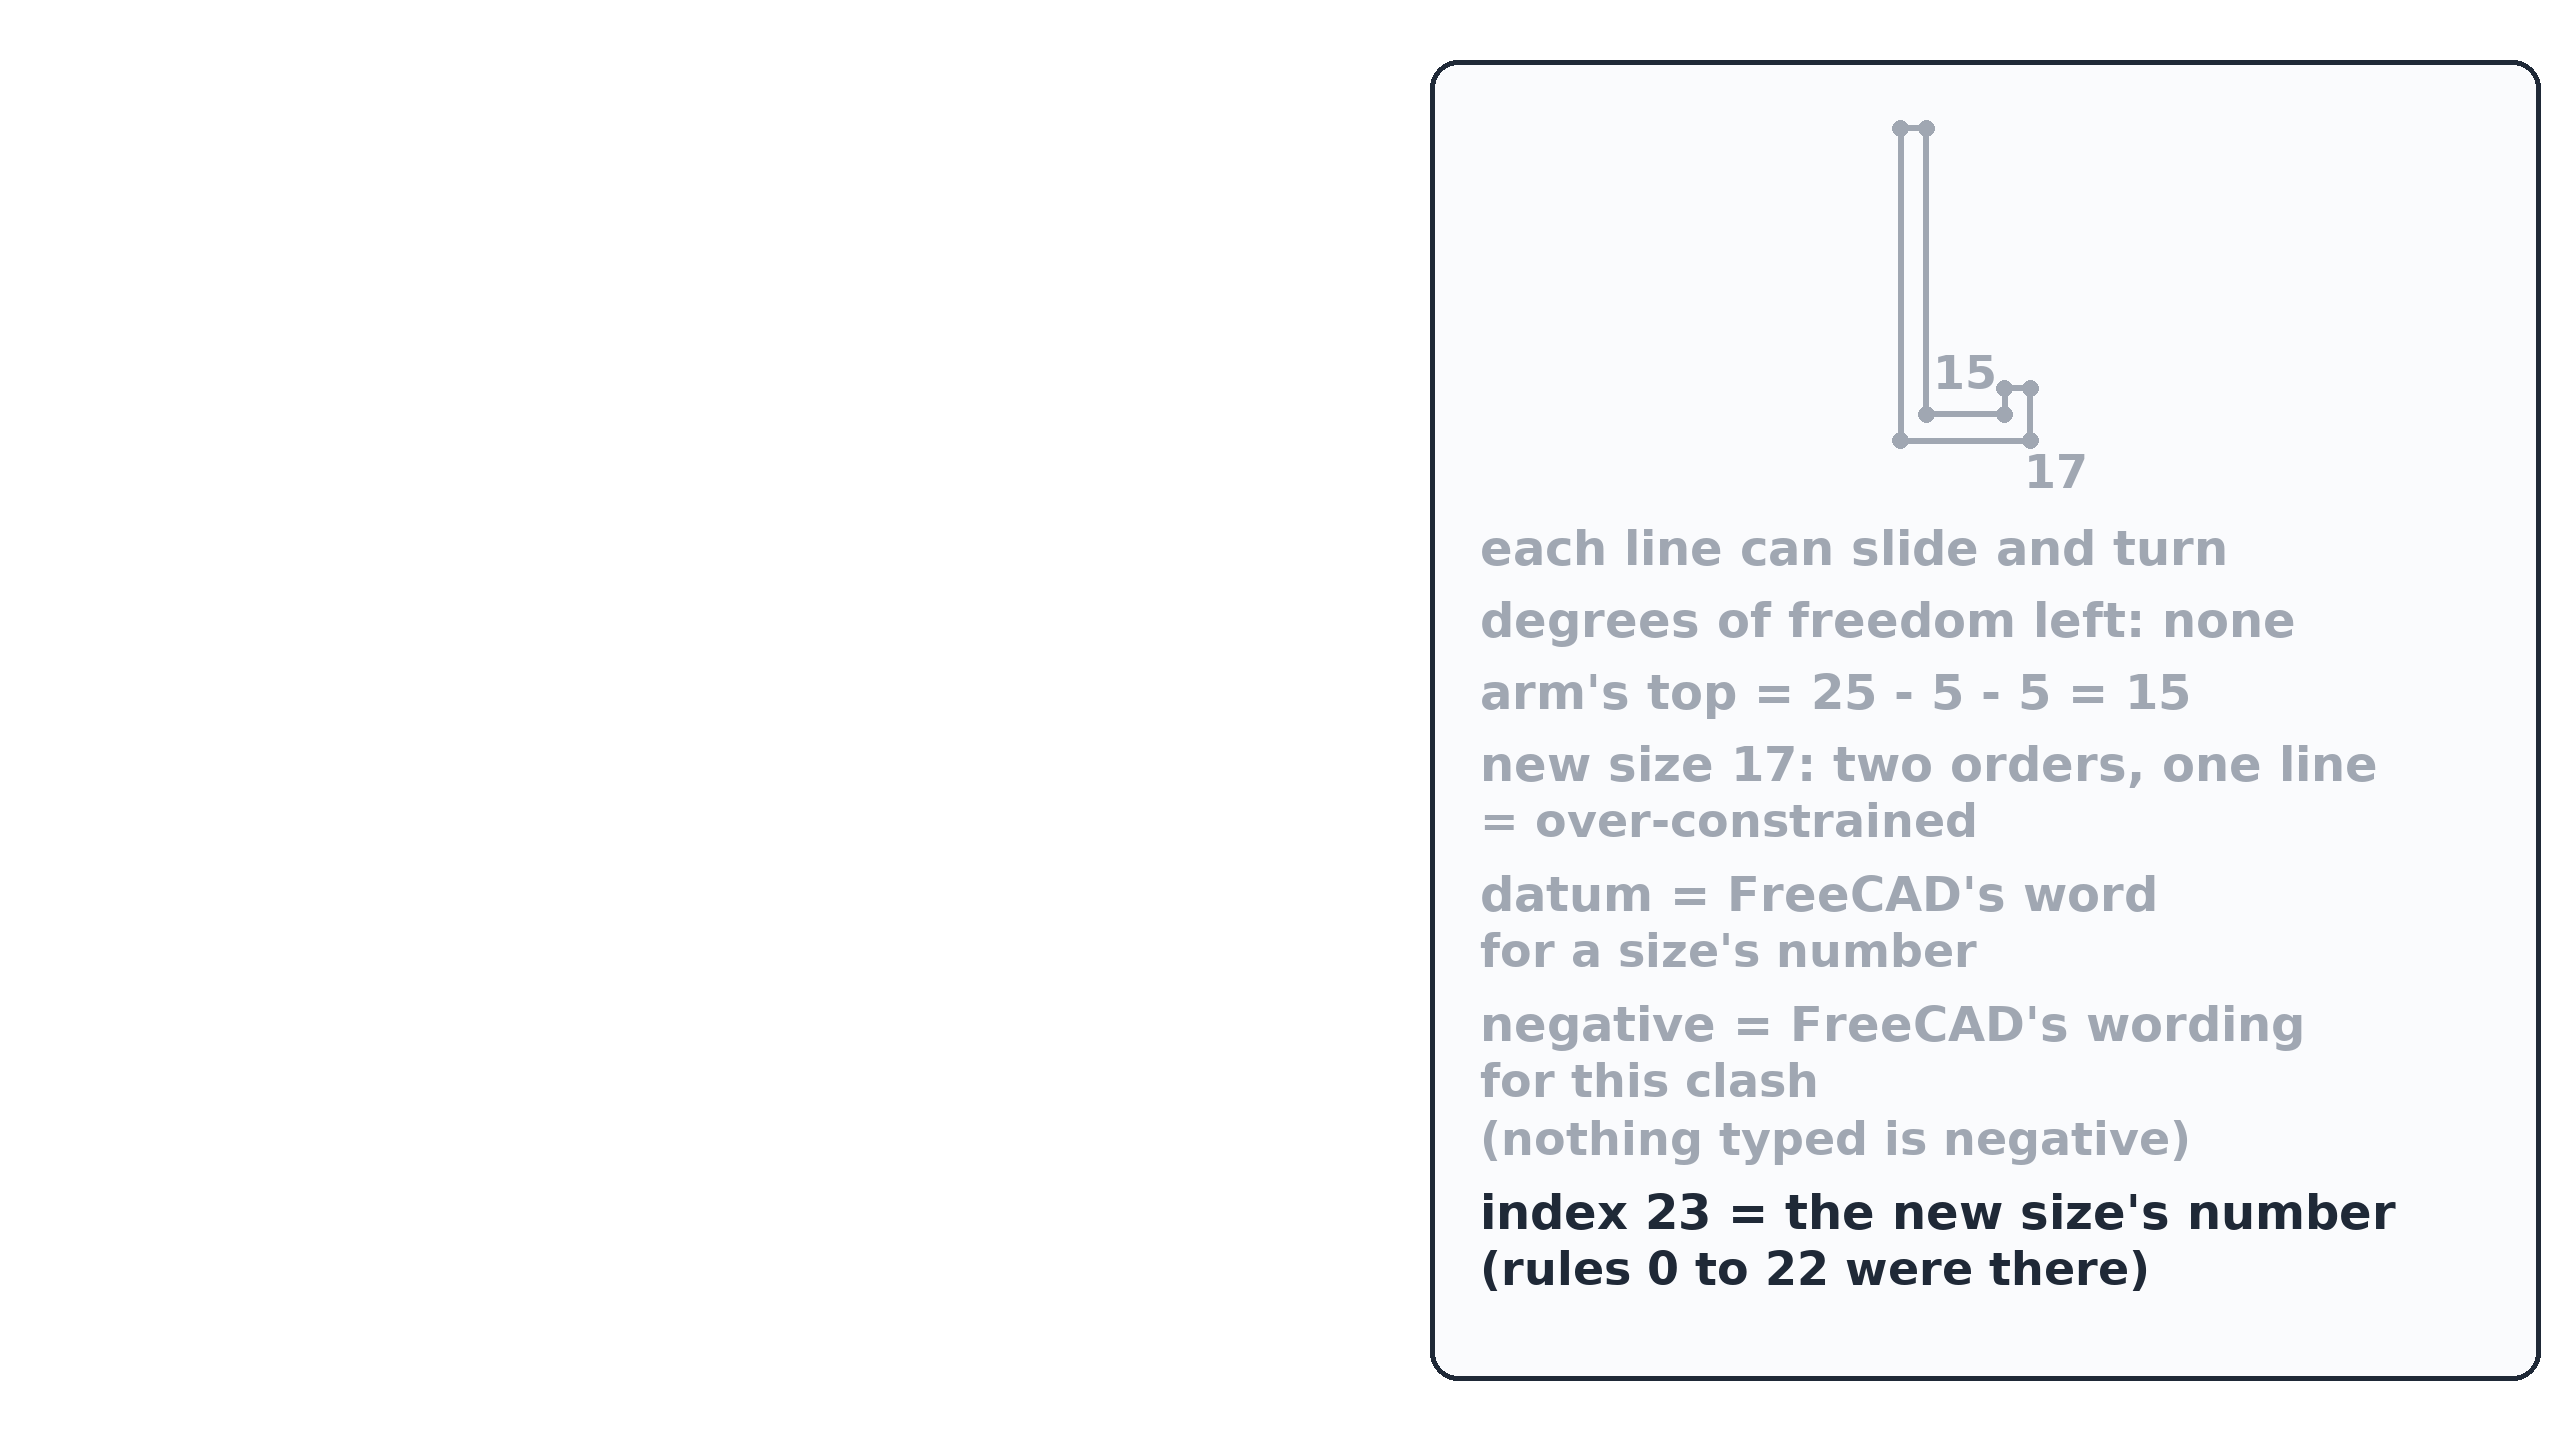 15
17
each line can slide and turn
degrees of freedom left: none
arm's top = 25 - 5 - 5 = 15
new size 17: two orders, one line
= over-constrained
datum = FreeCAD's word
for a size's number
negative = FreeCAD's wording
for this clash
(nothing typed is negative)
index 23 = the new size's number
(rules 0 to 22 were there)